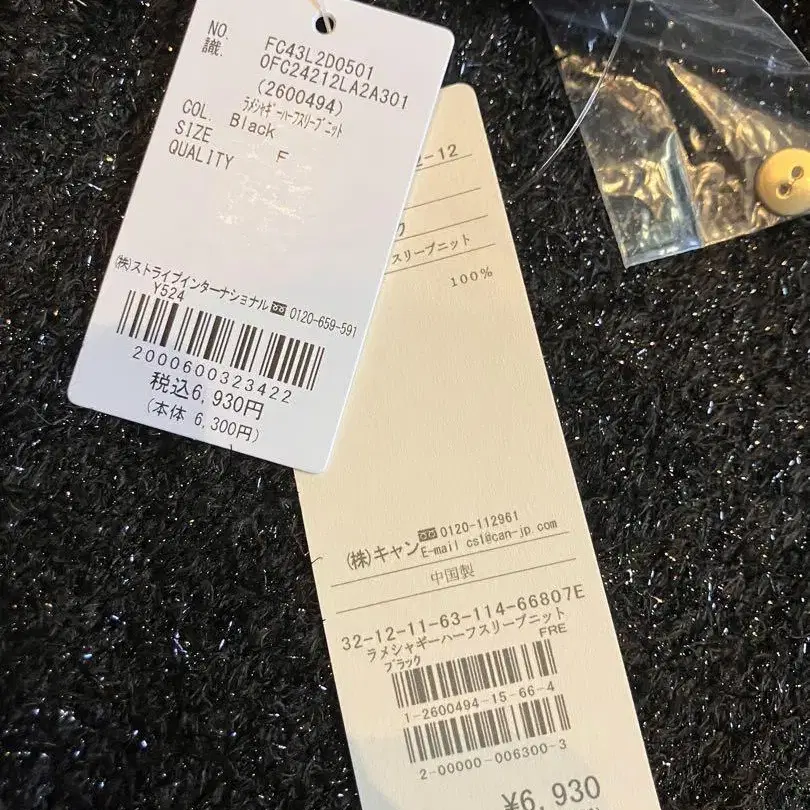 NO. FC43L2D0501
識. 0FC24212LA2A301
(2600494)
ラメシャギーハーフスリーブニット
COL. Black
SIZE F
QUALITY
(株)ストライプインターナショナル 0120-659-591
Y524
2000600323422
税込6,930円
(本体 6,300円)
2-12
スリーブニット
100%
(株)キャン 0120-112961
E-mail cs1@can-jp.com
中国製
32-12-11-63-114-66807E
ラメシャギーハーフスリーブニット
ブラック FRE
1-2600494-15-66-4
2-00000-006300-3
¥6,930